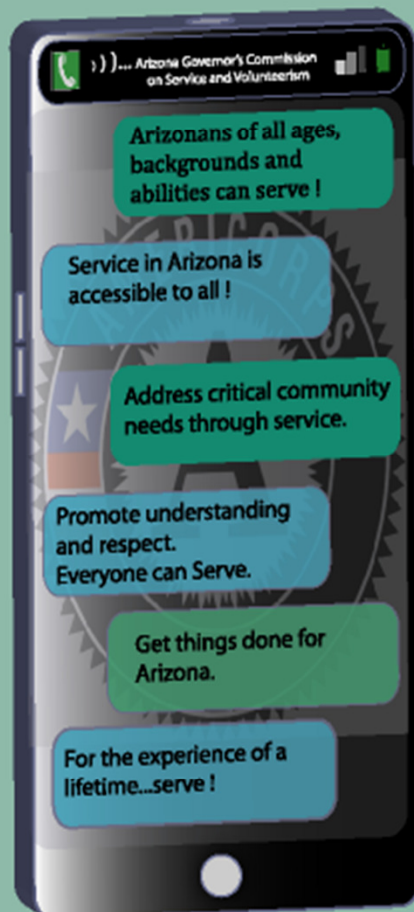 )))... Arizona Governor's Commission
on Service and Volunteerism
Arizonans of all ages,
backgrounds and
abilities can serve !
Service in Arizona is
accessible to all !
Address critical community
needs through service.
Promote understanding
and respect.
Everyone can Serve.
Get things done for
Arizona.
For the experience of a
lifetime...serve !
AMERICORPS
A